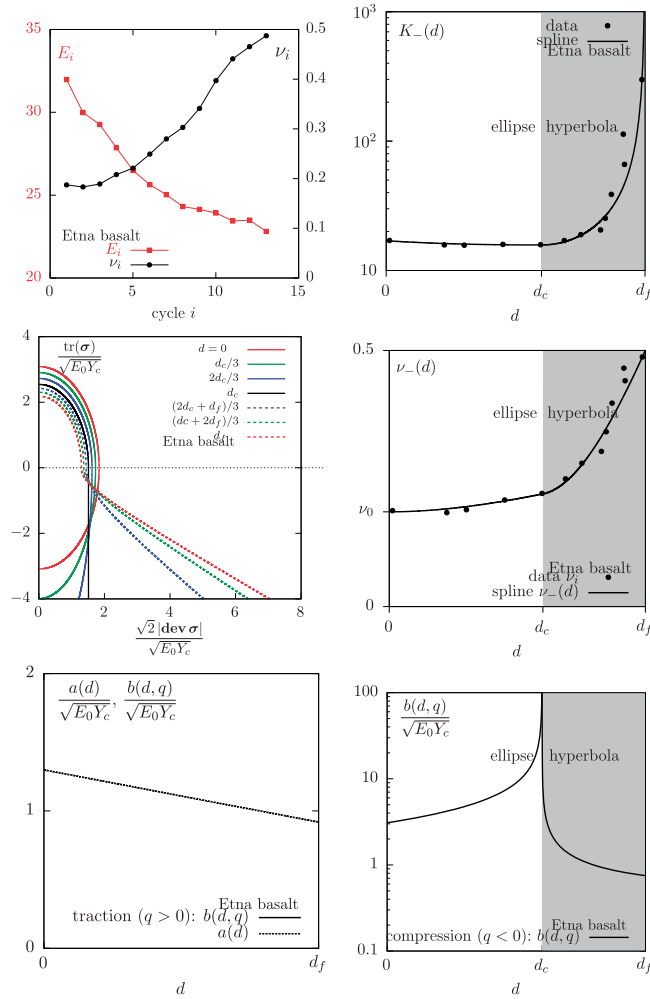 35
30
25
20
E_i
ν_i
0.5
0.4
0.3
0.2
0.1
0
Etna basalt
E_i
ν_i
0 5 10 15
cycle i
K_−(d)
data
spline
Etna basalt
ellipse hyperbola
10^2
10
0 d_c d_f
d
4
2
0
−2
−4
tr(σ)
√E_0Y_c
d = 0
d_c/3
2d_c/3
d_c
(2d_c + d_f)/3
(dc + 2d_f)/3
d_f
Etna basalt
0 2 4 6 8
√2 |dev σ|
√E_0Y_c
0.5
ν_−(d)
ellipse hyperbola
ν_0
Etna basalt
data ν_i
spline ν_−(d)
0
0 d_c d_f
d
2
1
0
a(d) b(d, q)
√E_0Y_c , √E_0Y_c
Etna basalt
traction (q > 0): b(d, q)
a(d)
0 d_f
d
100
10
1
0.1
b(d, q)
√E_0Y_c
ellipse hyperbola
Etna basalt
compression (q < 0): b(d, q)
0 d_c d_f
d